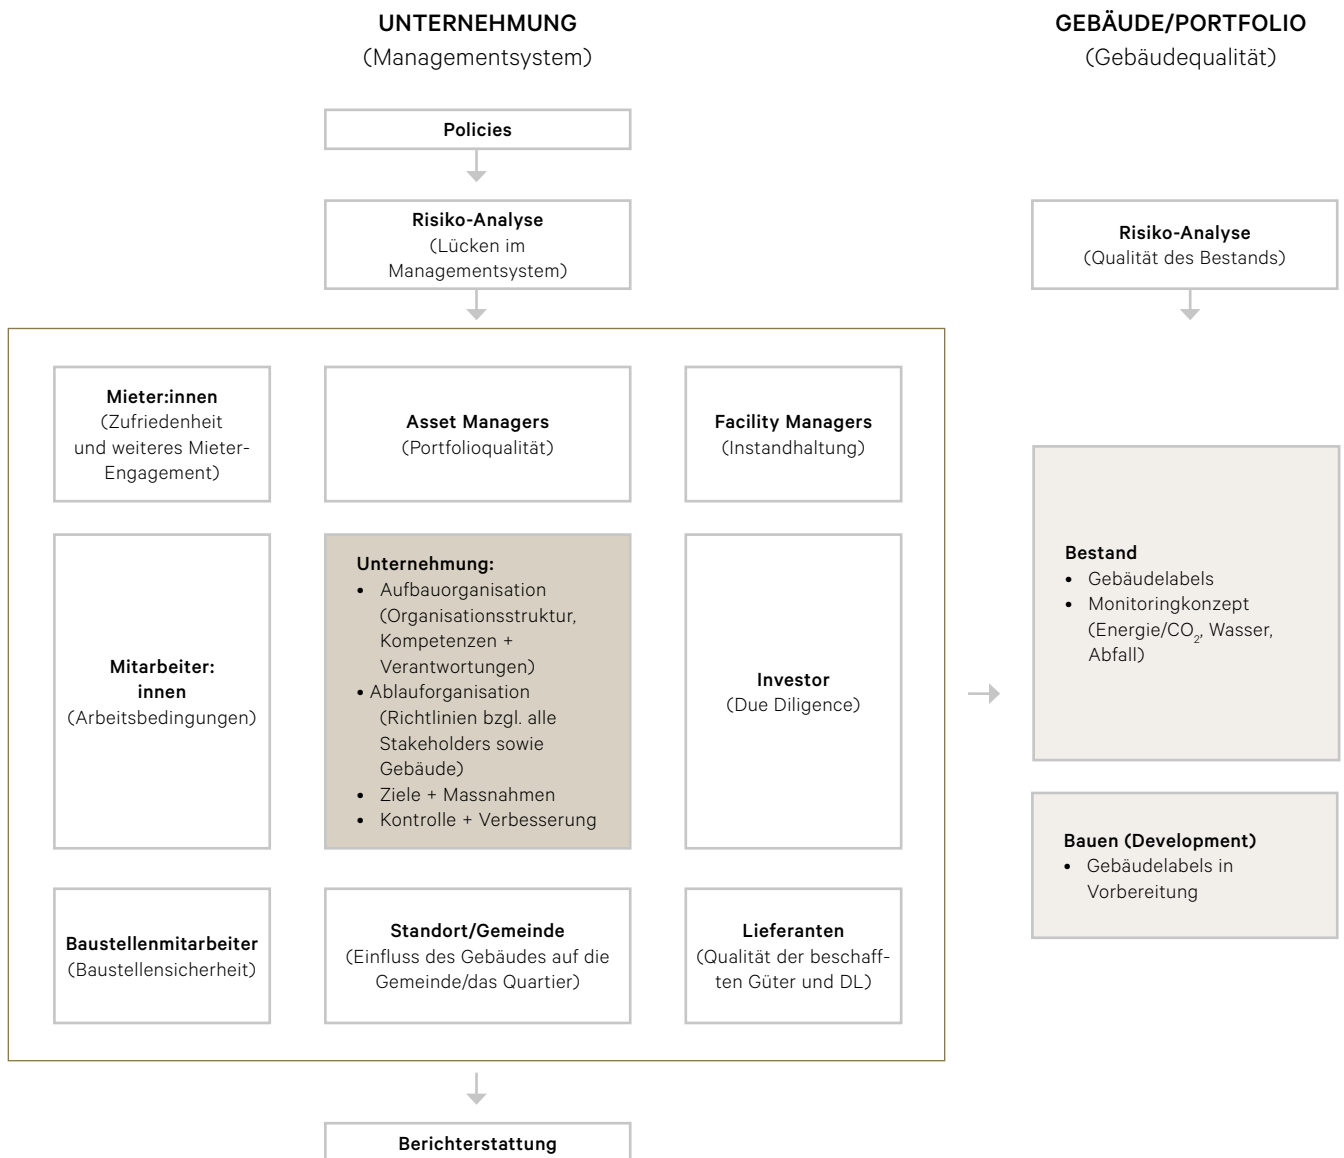 UNTERNEHMUNG
(Managementsystem)
GEBÄUDE/PORTFOLIO
(Gebäudequalität)
Policies
Risiko-Analyse
(Lücken im
Managementsystem)
Risiko-Analyse
(Qualität des Bestands)
Mieter:innen
(Zufriedenheit
und weiteres Mieter-
Engagement)
Asset Managers
(Portfolioqualität)
Facility Managers
(Instandhaltung)
Mitarbeiter:
innen
(Arbeitsbedingungen)
Unternehmung:
• Aufbauorganisation
(Organisationsstruktur,
Kompetenzen +
Verantwortungen)
• Ablauforganisation
(Richtlinien bzgl. alle
Stakeholders sowie
Gebäude)
• Ziele + Massnahmen
• Kontrolle + Verbesserung
Investor
(Due Diligence)
Bestand
• Gebäudelabels
• Monitoringkonzept
(Energie/CO₂, Wasser,
Abfall)
Bauen (Development)
• Gebäudelabels in
Vorbereitung
Baustellenmitarbeiter
(Baustellensicherheit)
Standort/Gemeinde
(Einfluss des Gebäudes auf die
Gemeinde/das Quartier)
Lieferanten
(Qualität der beschaff-
ten Güter und DL)
Berichterstattung